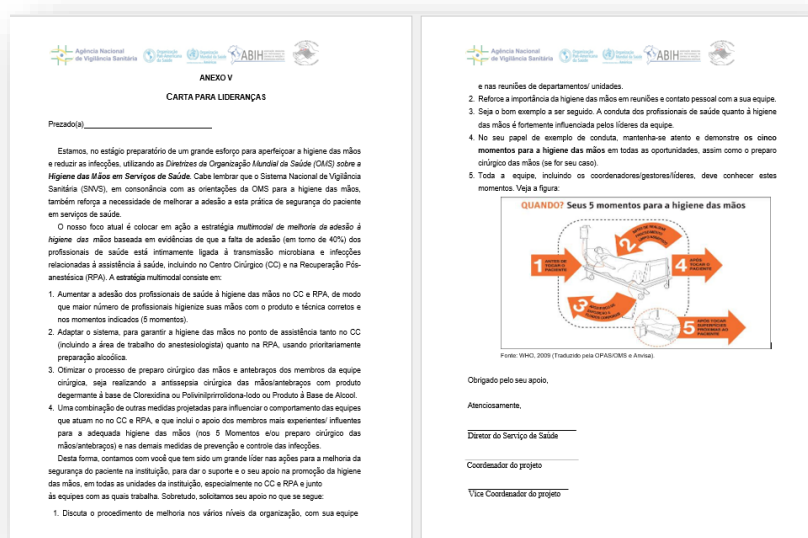 Agência Nacional
de Vigilância Sanitária
ABIH
ANEXO V
CARTA PARA LIDERANÇAS
Prezado(a)
Estamos, no estágio preparatório de um grande esforço para aperfeiçoar a higiene das mãos
e reduzir as infecções, utilizando as Diretrizes da Organização Mundial da Saúde (OMS) sobre a
Higiene das Mãos em Serviços de Saúde. Cabe lembrar que o Sistema Nacional de Vigilância
Sanitária (SNVS), em consonância com as orientações da OMS para a higiene das mãos,
também reforça a necessidade de melhorar a adesão a esta prática de segurança do paciente
em serviços de saúde.
O nosso foco atual é colocar em ação a estratégia multimodal de melhoria da adesão à
higiene das mãos baseada em evidências de que a falta de adesão (em torno de 40%) dos
profissionais de saúde está intimamente ligada à transmissão microbiana e infecções
relacionadas à assistência à saúde, incluindo no Centro Cirúrgico (CC) e na Recuperação Pós-
anestésica (RPA). A estratégia multimodal consiste em:
1. Aumentar a adesão dos profissionais de saúde à higiene das mãos no CC e RPA, de modo
que maior número de profissionais higienize suas mãos com o produto e técnica corretos e
nos momentos indicados (5 momentos).
2. Adaptar o sistema, para garantir a higiene das mãos no ponto de assistência tanto no CC
(incluindo a área de trabalho do anestesiologista) quanto na RPA, usando prioritariamente
preparação alcoólica.
3. Otimizar o processo de preparo cirúrgico das mãos e antebraços dos membros da equipe
cirúrgica, seja realizando a antissepsia cirúrgica das mãos/antebraços com produto
degermante à base de Clorexidina ou Polivinilprirrolidona-Iodo ou Produto à Base de Álcool.
4. Uma combinação de outras medidas projetadas para influenciar o comportamento das equipes
que atuam no no CC e RPA, e que inclui o apoio dos membros mais experientes/ influentes
para a adequada higiene das mãos (nos 5 Momentos e/ou preparo cirúrgico das
mãos/antebraços) e nas demais medidas de prevenção e controle das infecções.
Desta forma, contamos com você que tem sido um grande líder nas ações para a melhoria da
segurança do paciente na instituição, para dar o suporte e o seu apoio na promoção da higiene
das mãos, em todas as unidades da instituição, especialmente no CC e RPA e junto
às equipes com as quais trabalha. Sobretudo, solicitamos seu apoio no que se segue:
1. Discuta o procedimento de melhoria nos vários níveis da organização, com sua equipe
Agência Nacional
de Vigilância Sanitária
ABIH
e nas reuniões de departamentos/ unidades.
2. Reforce a importância da higiene das mãos em reuniões e contato pessoal com a sua equipe.
3. Seja o bom exemplo a ser seguido. A conduta dos profissionais de saúde quanto à higiene
das mãos é fortemente influenciada pelos líderes da equipe.
4. No seu papel de exemplo de conduta, mantenha-se atento e demonstre os cinco
momentos para a higiene das mãos em todas as oportunidades, assim como o preparo
cirúrgico das mãos (se for seu caso).
5. Toda a equipe, incluindo os coordenadores/gestores/líderes, deve conhecer estes
momentos. Veja a figura:
QUANDO? Seus 5 momentos para a higiene das mãos
1 ANTES DE
TOCAR O
PACIENTE
2
3
4 APÓS
TOCAR O
PACIENTE
5 APÓS TOCAR
SUPERFÍCIES
PRÓXIMAS AO
PACIENTE
Fonte: WHO, 2009 (Traduzido pela OPAS/OMS e Anvisa).
Obrigado pelo seu apoio,
Atenciosamente,
Diretor do Serviço de Saúde
Coordenador do projeto
Vice Coordenador do projeto